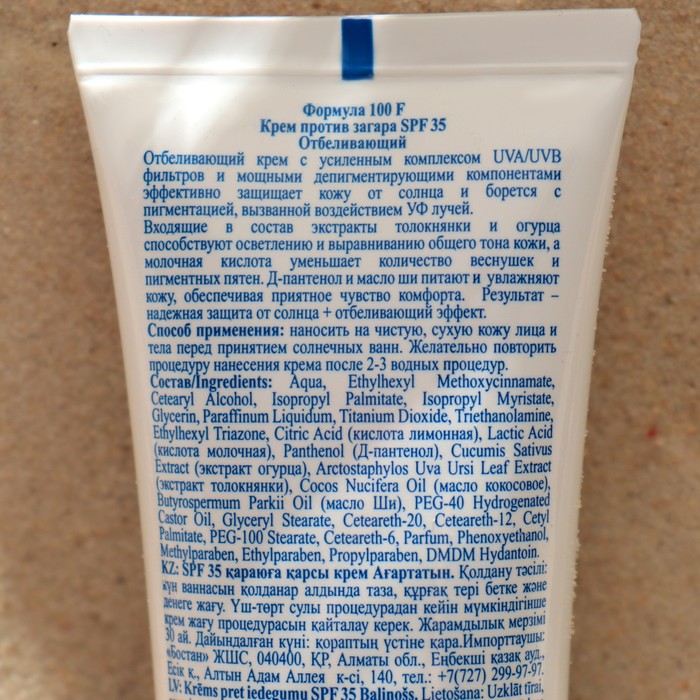 Формула 100 F
Крем против загара SPF 35
Отбеливающий
Отбеливающий крем с усиленным комплексом UVA/UVB
фильтров и мощными депигментирующими компонентами
эффективно защищает кожу от солнца и борется с
пигментацией, вызванной воздействием УФ лучей.
Входящие в состав экстракты толокнянки и огурца
способствуют осветлению и выравниванию общего тона кожи, а
молочная кислота уменьшает количество веснушек и
пигментных пятен. Д-пантенол и масло ши питают и увлажняют
кожу, обеспечивая приятное чувство комфорта. Результат –
надежная защита от солнца + отбеливающий эффект.
Способ применения: наносить на чистую, сухую кожу лица и
тела перед принятием солнечных ванн. Желательно повторить
процедуру нанесения крема после 2-3 водных процедур.
Состав/Ingredients: Aqua, Ethylhexyl Methoxycinnamate,
Cetearyl Alcohol, Isopropyl Palmitate, Isopropyl Myristate,
Glycerin, Paraffinum Liquidum, Titanium Dioxide, Triethanolamine,
Ethylhexyl Triazone, Citric Acid (кислота лимонная), Lactic Acid
(кислота молочная), Panthenol (Д-пантенол), Cucumis Sativus
Extract (экстракт огурца), Arctostaphylos Uva Ursi Leaf Extract
(экстракт толокнянки), Cocos Nucifera Oil (масло кокосовое),
Butyrospermum Parkii Oil (масло Ши), PEG-40 Hydrogenated
Castor Oil, Glyceryl Stearate, Ceteareth-20, Ceteareth-12, Cetyl
Palmitate, PEG-100 Stearate, Ceteareth-6, Parfum, Phenoxyethanol,
Methylparaben, Ethylparaben, Propylparaben, DMDM Hydantoin.
KZ: SPF 35 қараюға қарсы крем Ағартатын. Қолдану тәсілі:
күн ваннасын қолданар алдында таза, құрғақ тері бетке және
денеге жағу. Үш-төрт сулы процедурадан кейін мүмкіндігінше
крем жағу процедурасын қайталау керек. Жарамдылық мерзімі
30 ай. Дайындалған күні: қораптың үстіне қара.Импорттаушы:
«Бостан» ЖШС, 040400, ҚР, Алматы обл., Еңбекші қазақ ауд.,
Есік қ., Алтын Адам Аллея к-сі, 140, тел.: +7(727) 299-97-97.
LV: Krēms pret iedegumu SPF 35 Balinošs. Lietošana: Uzklāt tīrai,